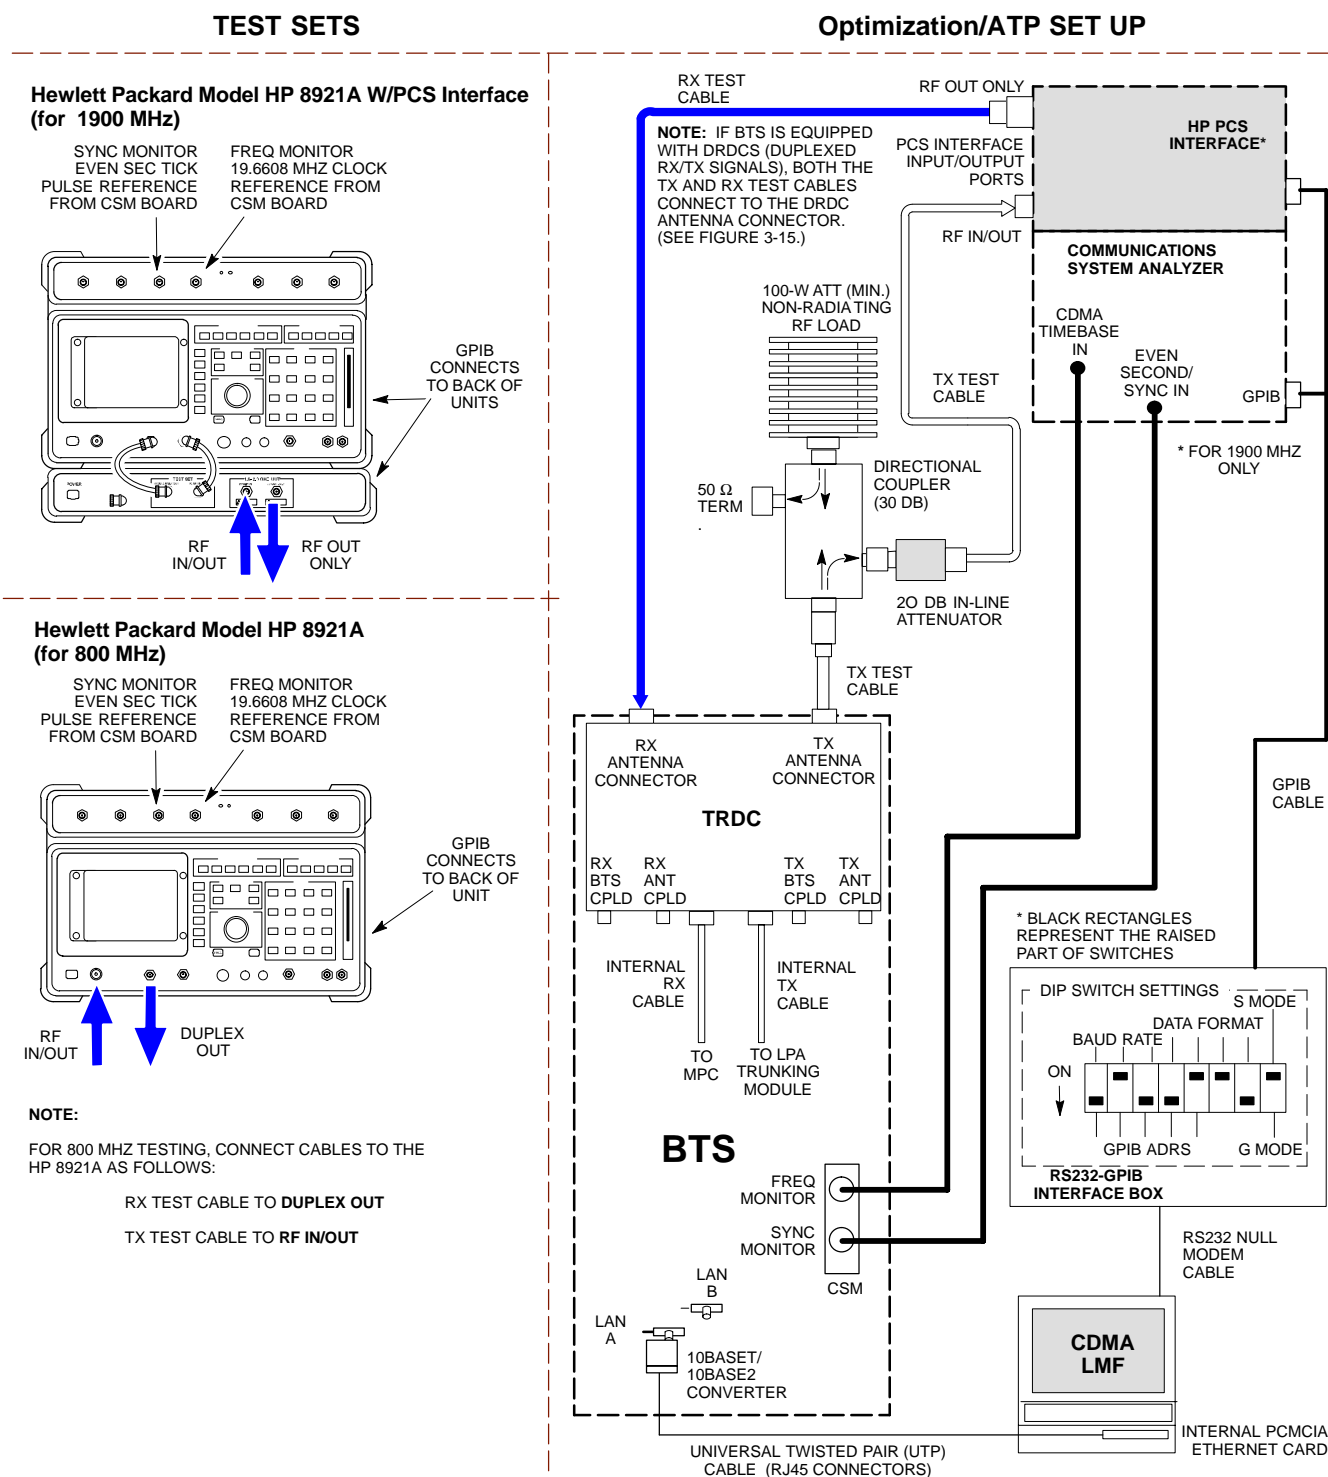 TEST SETS
Optimization/ATP SET UP
Hewlett Packard Model HP 8921A W/PCS Interface
(for 1900 MHz)
SYNC MONITOR
EVEN SEC TICK
PULSE REFERENCE
FROM CSM BOARD
FREQ MONITOR
19.6608 MHZ CLOCK
REFERENCE FROM
CSM BOARD
GPIB
CONNECTS
TO BACK OF
UNITS
POWER
TEST SET
RF
IN/OUT
RF OUT
ONLY
Hewlett Packard Model HP 8921A
(for 800 MHz)
SYNC MONITOR
EVEN SEC TICK
PULSE REFERENCE
FROM CSM BOARD
FREQ MONITOR
19.6608 MHZ CLOCK
REFERENCE FROM
CSM BOARD
GPIB
CONNECTS
TO BACK OF
UNIT
RF
IN/OUT
DUPLEX
OUT
NOTE:
FOR 800 MHZ TESTING, CONNECT CABLES TO THE
HP 8921A AS FOLLOWS:
RX TEST CABLE TO DUPLEX OUT
TX TEST CABLE TO RF IN/OUT
RX TEST
CABLE
NOTE: IF BTS IS EQUIPPED
WITH DRDCS (DUPLEXED
RX/TX SIGNALS), BOTH THE
TX AND RX TEST CABLES
CONNECT TO THE DRDC
ANTENNA CONNECTOR.
(SEE FIGURE 3-15.)
RF OUT ONLY
PCS INTERFACE
INPUT/OUTPUT
PORTS
RF IN/OUT
HP PCS
INTERFACE*
COMMUNICATIONS
SYSTEM ANALYZER
CDMA
TIMEBASE
IN
EVEN
SECOND/
SYNC IN
GPIB
* FOR 1900 MHZ
ONLY
100-W ATT (MIN.)
NON-RADIA TING
RF LOAD
TX TEST
CABLE
DIRECTIONAL
COUPLER
(30 DB)
50 Ω
TERM
.
2O DB IN-LINE
ATTENUATOR
TX TEST
CABLE
RX
ANTENNA
CONNECTOR
TX
ANTENNA
CONNECTOR
TRDC
RX
BTS
CPLD
RX
ANT
CPLD
TX
BTS
CPLD
TX
ANT
CPLD
INTERNAL
RX
CABLE
INTERNAL
TX
CABLE
TO
MPC
TO LPA
TRUNKING
MODULE
BTS
FREQ
MONITOR
SYNC
MONITOR
CSM
LAN
B
LAN
A
10BASET/
10BASE2
CONVERTER
UNIVERSAL TWISTED PAIR (UTP)
CABLE (RJ45 CONNECTORS)
GPIB
CABLE
* BLACK RECTANGLES
REPRESENT THE RAISED
PART OF SWITCHES
DIP SWITCH SETTINGS
S MODE
DATA FORMAT
BAUD RATE
ON
GPIB ADRS
G MODE
RS232-GPIB
INTERFACE BOX
RS232 NULL
MODEM
CABLE
CDMA
LMF
INTERNAL PCMCIA
ETHERNET CARD